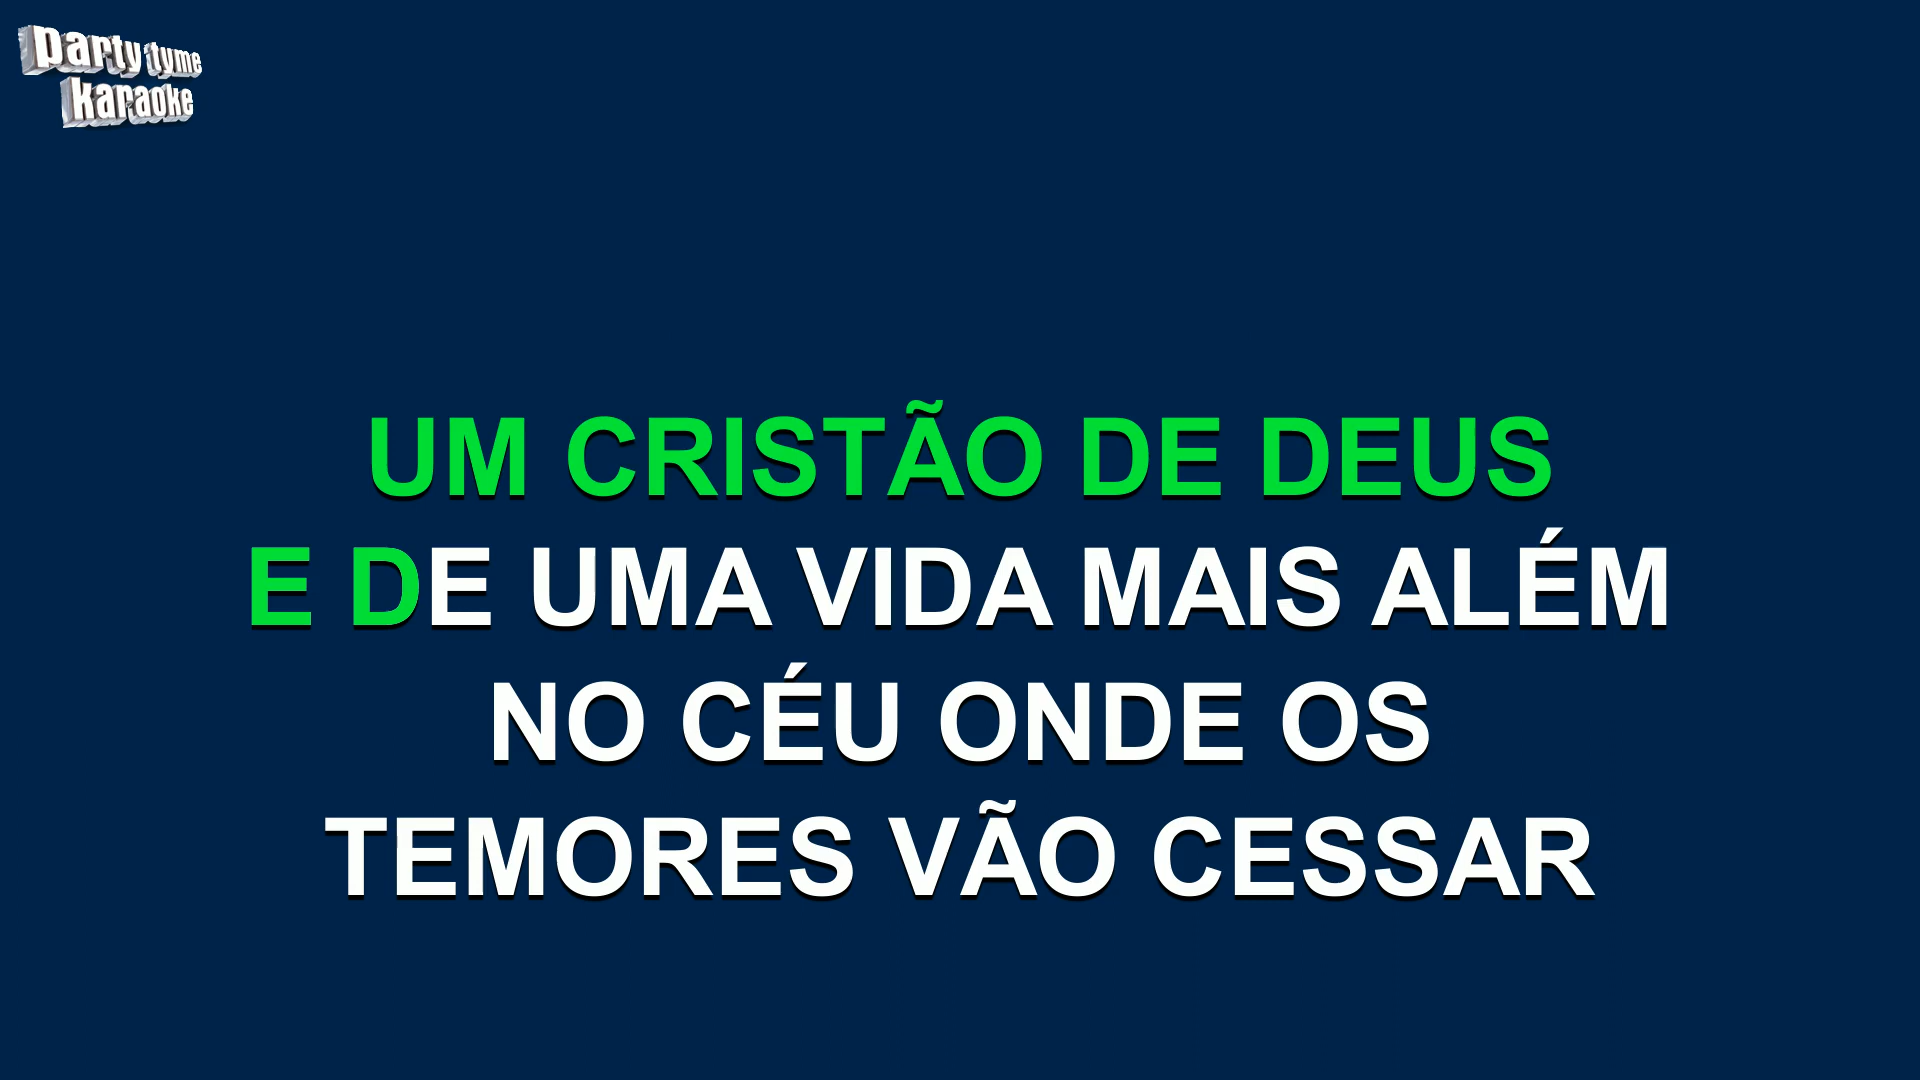 party tyme
karaoke
UM CRISTÃO DE DEUS
E DE UMA VIDA MAIS ALÉM
NO CÉU ONDE OS
TEMORES VÃO CESSAR